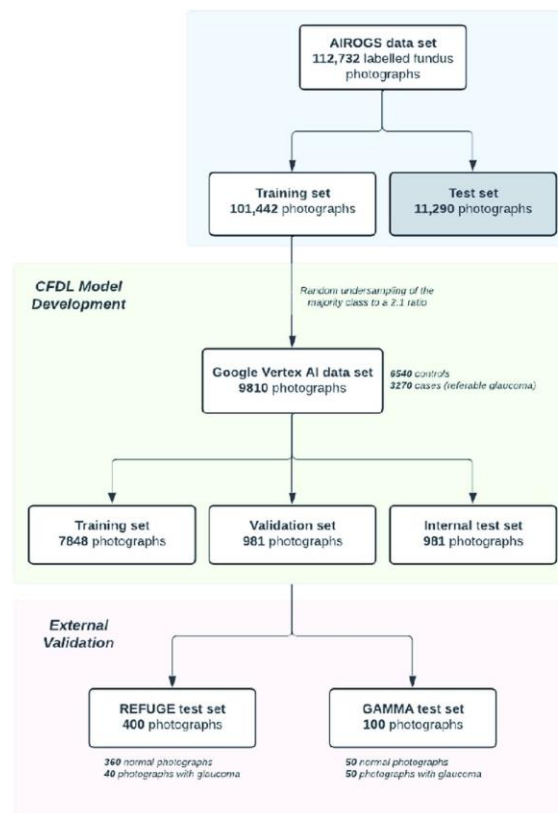 AIROGS data set
112,732 labelled fundus
photographs
Training set
101,442 photographs
Test set
11,290 photographs
CFDL Model
Development
Random undersampling of the
majority class to a 2:1 ratio
Google Vertex AI data set
9810 photographs
6540 controls
3270 cases (referable glaucoma)
Training set
7848 photographs
Validation set
981 photographs
Internal test set
981 photographs
External
Validation
REFUGE test set
400 photographs
GAMMA test set
100 photographs
360 normal photographs
40 photographs with glaucoma
50 normal photographs
50 photographs with glaucoma